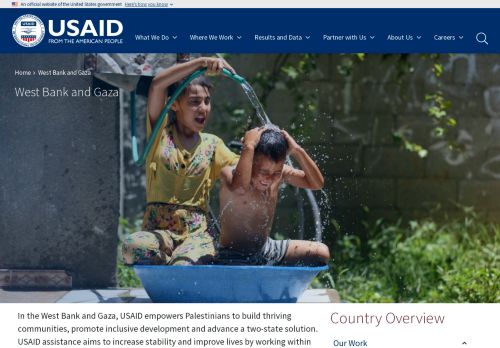 An official website of the United States government Here's how you know
USAID
FROM THE AMERICAN PEOPLE
What We Do
Where We Work
Results and Data
Partner with Us
About Us
Careers
Home › West Bank and Gaza
West Bank and Gaza
In the West Bank and Gaza, USAID empowers Palestinians to build thriving
communities, promote inclusive development and advance a two-state solution.
USAID assistance aims to increase stability and improve lives by working within
Country Overview
Our Work